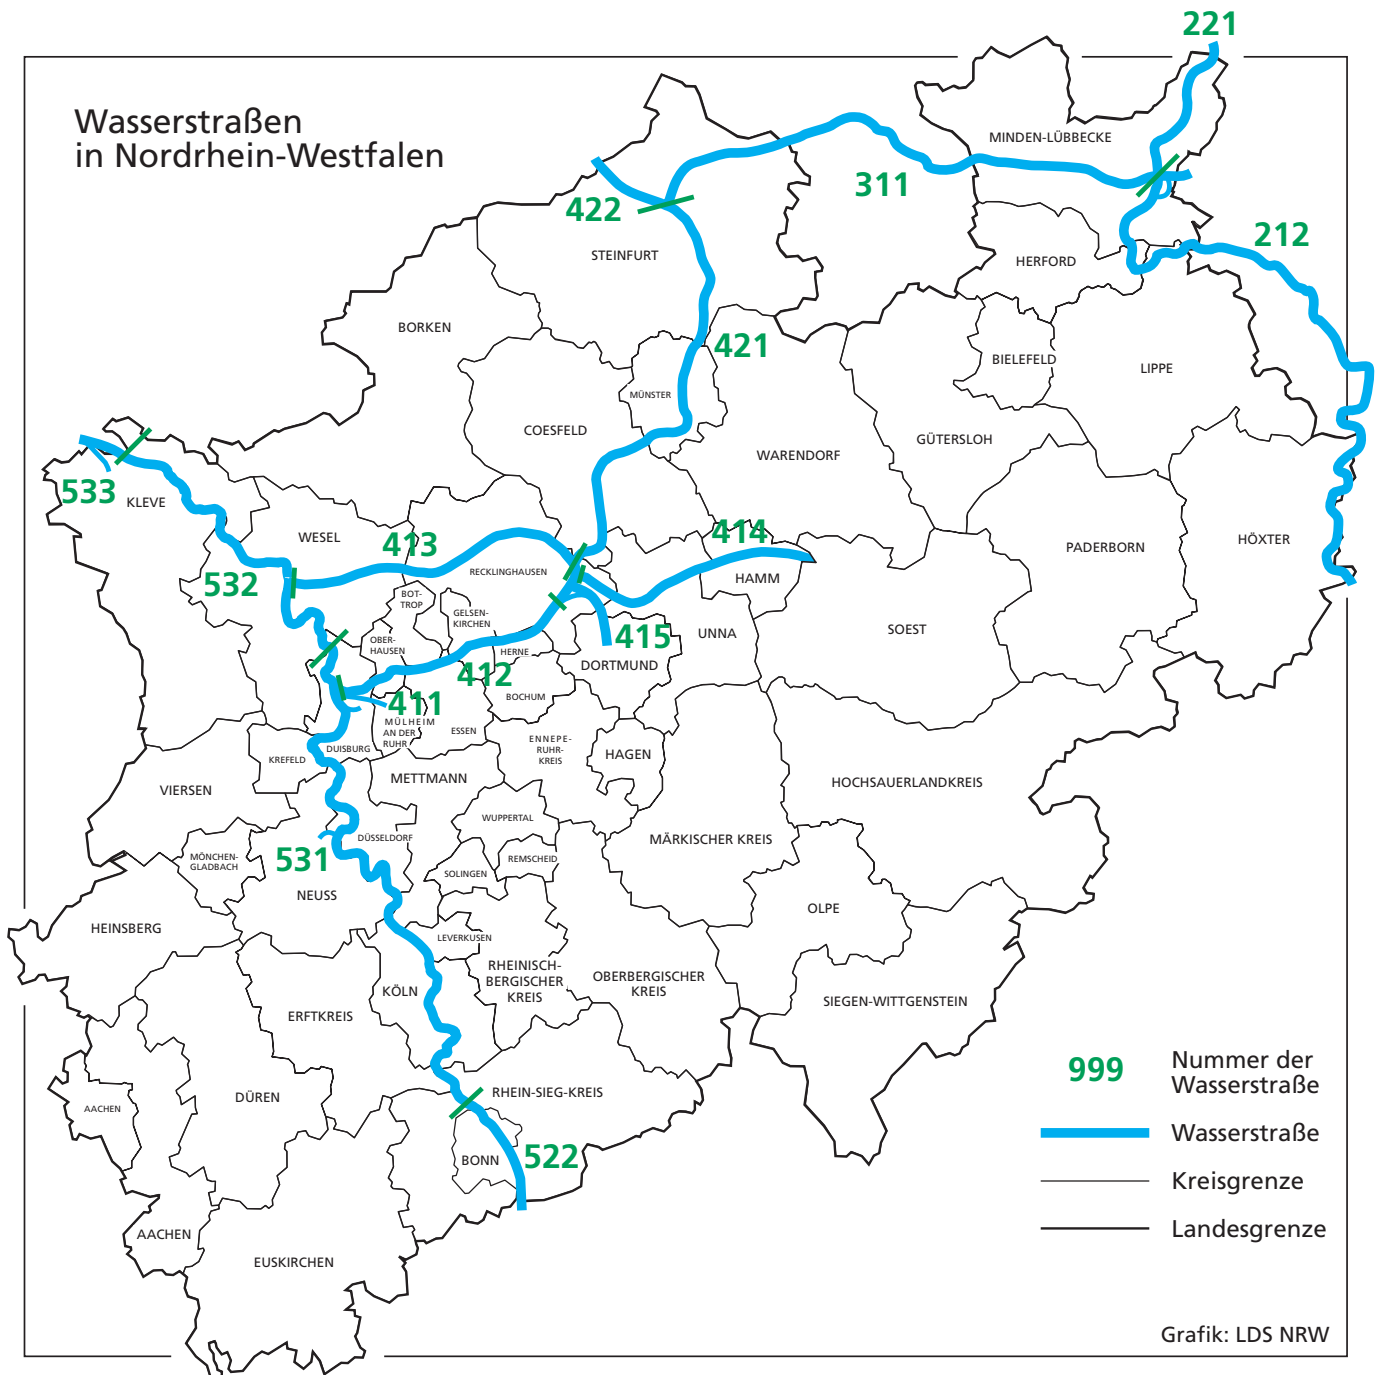 221
Wasserstraßen
in Nordrhein-Westfalen
MINDEN-LÜBBECKE
311
422
212
STEINFURT
HERFORD
BORKEN
421
BIELEFELD
LIPPE
MÜNSTER
COESFELD
GÜTERSLOH
WARENDORF
533
KLEVE
WESEL
413
414
PADERBORN
HÖXTER
RECKLINGHAUSEN
HAMM
532
BOT-
TROP
GELSEN-
KIRCHEN
SOEST
UNNA
415
OBER-
HAUSEN
HERNE
DORTMUND
412
BOCHUM
411
MÜLHEIM
AN DER
RUHR
ESSEN
DUISBURG
ENNEPE-
RUHR-
KREIS
HAGEN
KREFELD
METTMANN
HOCHSAUERLANDKREIS
VIERSEN
WUPPERTAL
DÜSSELDORF
MÄRKISCHER KREIS
531
MÖNCHEN-
GLADBACH
REMSCHEID
SOLINGEN
NEUSS
OLPE
HEINSBERG
LEVERKUSEN
RHEINISCH-
BERGISCHER
KREIS
OBERBERGISCHER
KREIS
KÖLN
SIEGEN-WITTGENSTEIN
ERFTKREIS
999
Nummer der
Wasserstraße
RHEIN-SIEG-KREIS
DÜREN
AACHEN
Wasserstraße
522
BONN
Kreisgrenze
Landesgrenze
AACHEN
EUSKIRCHEN
Grafik: LDS NRW